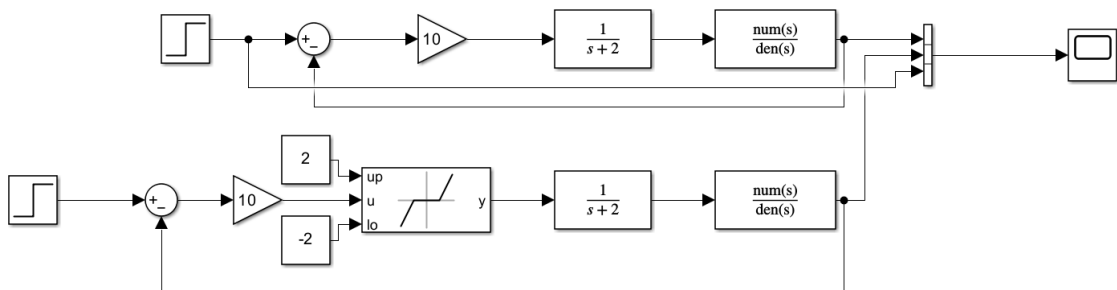 +
-
10
1
s + 2
num(s)
den(s)
2
up
+
-
10
u
y
1
s + 2
num(s)
den(s)
-2
lo